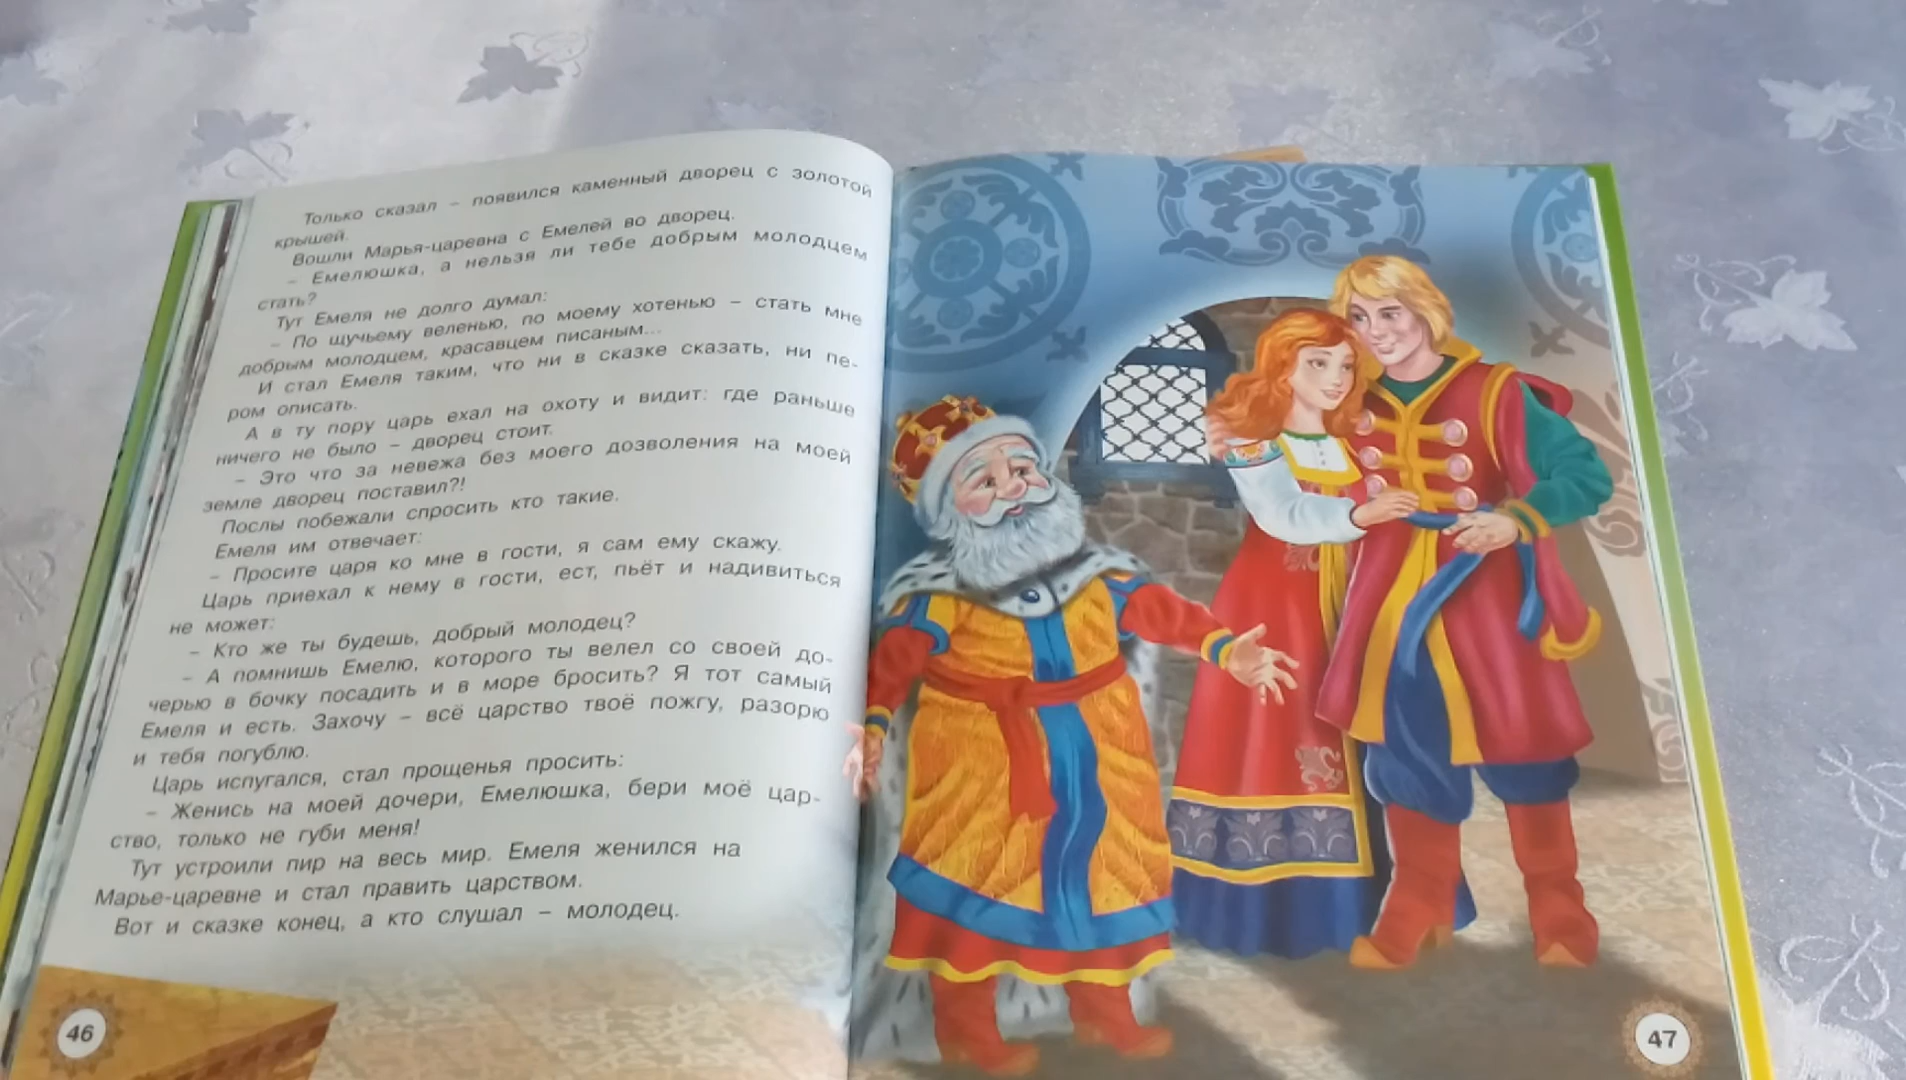 Только сказал – появился каменный дворец с золотой
крышей.
Вошли Марья-царевна с Емелей во дворец.
– Емелюшка, а нельзя ли тебе добрым молодцем
стать?
Тут Емеля не долго думал:
– По щучьему веленью, по моему хотенью – стать мне
добрым молодцем, красавцем писаным...
И стал Емеля таким, что ни в сказке сказать, ни пе-
ром описать.
А в ту пору царь ехал на охоту и видит: где раньше
ничего не было – дворец стоит.
– Это что за невежа без моего дозволения на моей
земле дворец поставил?!
Послы побежали спросить кто такие.
Емеля им отвечает:
– Просите царя ко мне в гости, я сам ему скажу.
Царь приехал к нему в гости, ест, пьёт и надивиться
не может:
– Кто же ты будешь, добрый молодец?
– А помнишь Емелю, которого ты велел со своей до-
черью в бочку посадить и в море бросить? Я тот самый
Емеля и есть. Захочу – всё царство твоё пожгу, разорю
и тебя погублю.
Царь испугался, стал прощенья просить:
– Женись на моей дочери, Емелюшка, бери моё цар-
ство, только не губи меня!
Тут устроили пир на весь мир. Емеля женился на
Марье-царевне и стал править царством.
Вот и сказке конец, а кто слушал – молодец.
46
47